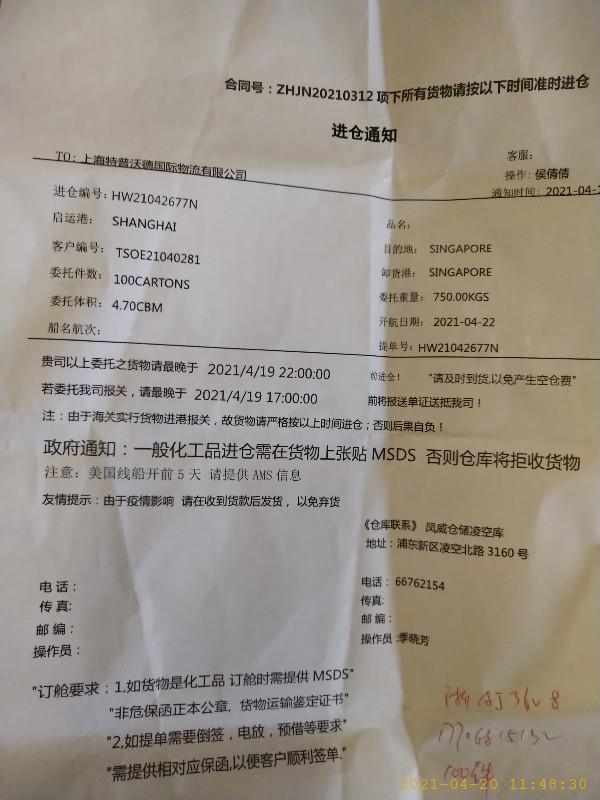 合同号：ZHJN20210312 项下所有货物请按以下时间准时进仓
进仓通知
TO：上海特普沃德国际物流有限公司
客服：
操作：侯倩倩
通知时间：2021-04-
进仓编号：HW21042677N
启运港： SHANGHAI
客户编号： TSOE21040281
委托件数： 100CARTONS
委托体积： 4.70CBM
船名航次：
品名：
目的地： SINGAPORE
卸货港： SINGAPORE
委托重量： 750.00KGS
开航日期： 2021-04-22
提单号：HW21042677N
贵司以上委托之货物请最晚于 2021/4/19 22:00:00 前进仓！ "请及时到货,以免产生空仓费"
若委托我司报关，请最晚于 2021/4/19 17:00:00 前将报送单证送抵我司！
注：由于海关实行货物进港报关，故货物请严格按以上时间进仓；否则后果自负！
政府通知：一般化工品进仓需在货物上张贴 MSDS 否则仓库将拒收货物
注意：美国线船开前 5 天 请提供 AMS 信息
友情提示：由于疫情影响 请在收到货款后发货，以免弃货
《仓库联系》 凤威仓储凌空库
地址：浦东新区凌空北路 3160 号
电话：
传真：
邮编：
操作员：
电话： 66762154
传真:
邮编：
操作员:季晓芳
"订舱要求：1,如货物是化工品 订舱时需提供 MSDS"
"非危保函正本公章，货物运输鉴定证书"
"2,如提单需要倒签，电放，预借等要求"
"需提供相对应保函,以便客户顺利签单."
100件
2021-04-20 11:48:30